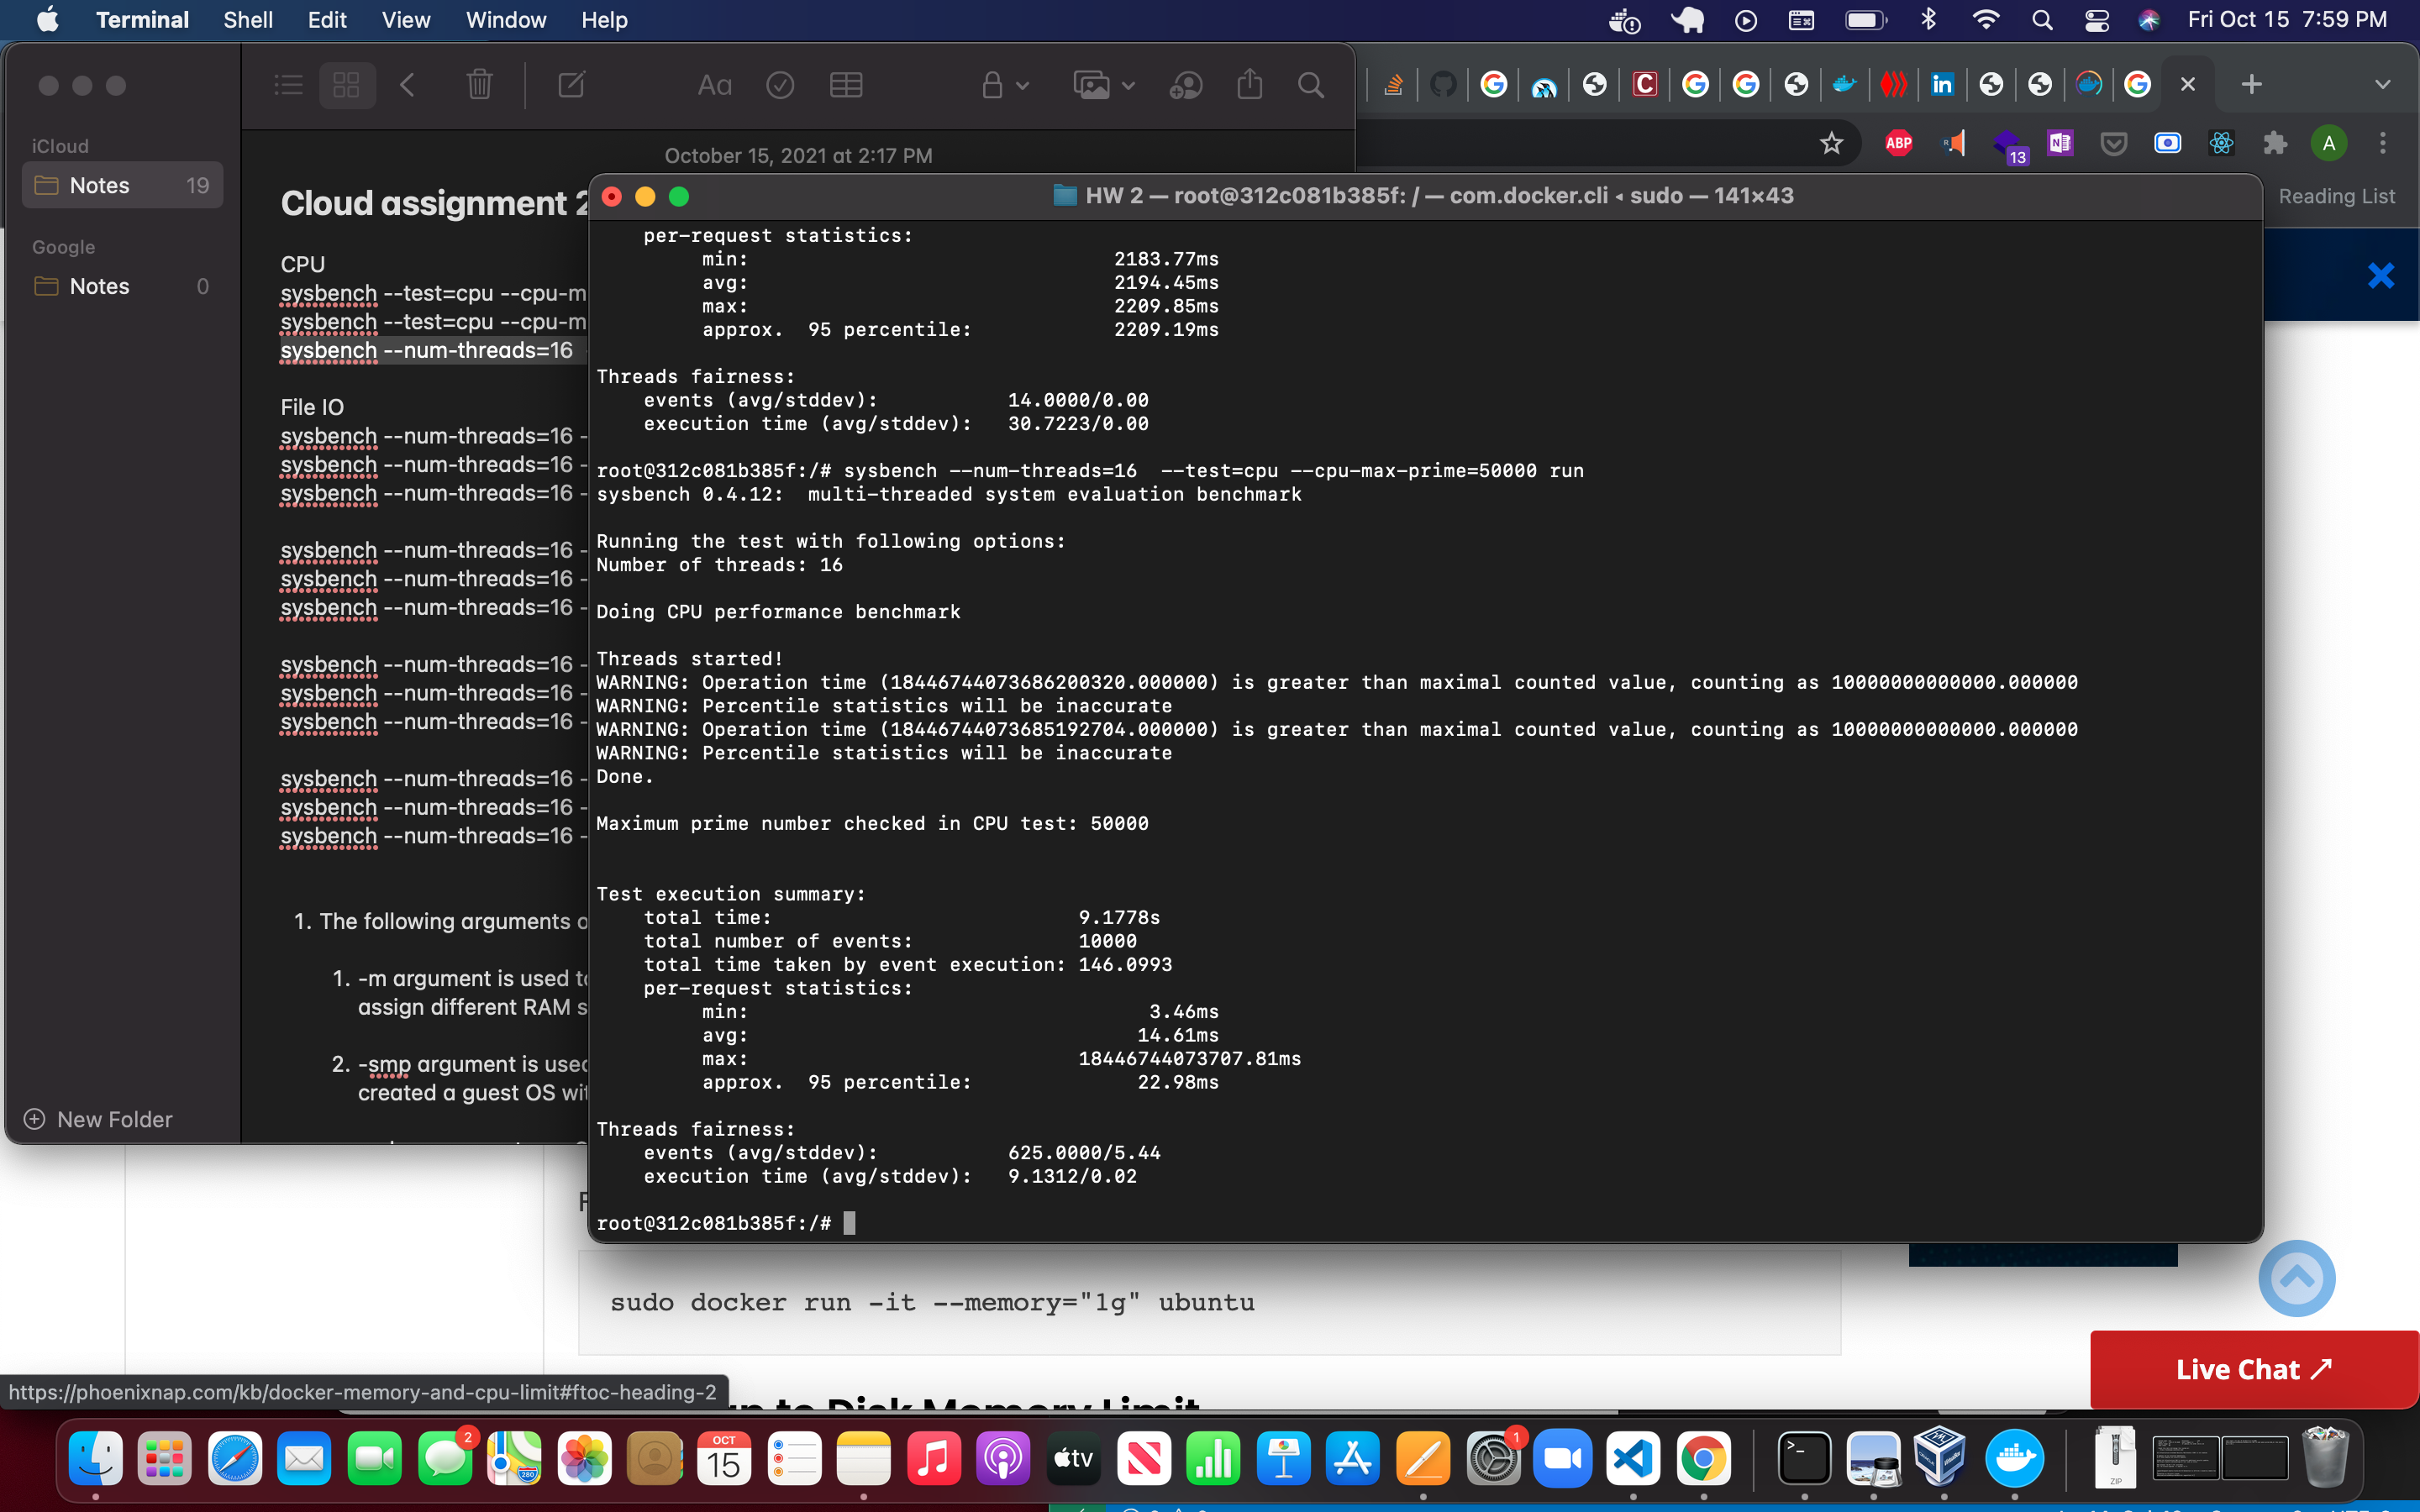 Terminal Shell Edit View Window Help Fri Oct 15 7:59 PM
iCloud
Notes 19
Google
Notes 0
New Folder
Aa
October 15, 2021 at 2:17 PM
Cloud assignment 2
CPU
sysbench --test=cpu --cpu-m
sysbench --test=cpu --cpu-m
sysbench --num-threads=16
File IO
sysbench --num-threads=16 -
sysbench --num-threads=16 -
sysbench --num-threads=16 -
sysbench --num-threads=16 -
sysbench --num-threads=16 -
sysbench --num-threads=16 -
sysbench --num-threads=16 -
sysbench --num-threads=16 -
sysbench --num-threads=16 -
sysbench --num-threads=16 -
sysbench --num-threads=16 -
sysbench --num-threads=16 -
1. The following arguments
1. -m argument is used to
assign different RAM s
2. -smp argument is used
created a guest OS wit
ABP
13
A
Reading List
HW 2 — root@312c081b385f: / — com.docker.cli ◂ sudo — 141×43
per-request statistics:
min: 2183.77ms
avg: 2194.45ms
max: 2209.85ms
approx.  95 percentile: 2209.19ms
Threads fairness:
events (avg/stddev): 14.0000/0.00
execution time (avg/stddev): 30.7223/0.00
root@312c081b385f:/# sysbench --num-threads=16  --test=cpu --cpu-max-prime=50000 run
sysbench 0.4.12:  multi-threaded system evaluation benchmark
Running the test with following options:
Number of threads: 16
Doing CPU performance benchmark
Threads started!
WARNING: Operation time (18446744073686200320.000000) is greater than maximal counted value, counting as 10000000000000.000000
WARNING: Percentile statistics will be inaccurate
WARNING: Operation time (18446744073685192704.000000) is greater than maximal counted value, counting as 10000000000000.000000
WARNING: Percentile statistics will be inaccurate
Done.
Maximum prime number checked in CPU test: 50000
Test execution summary:
total time: 9.1778s
total number of events: 10000
total time taken by event execution: 146.0993
per-request statistics:
min: 3.46ms
avg: 14.61ms
max: 18446744073707.81ms
approx.  95 percentile: 22.98ms
Threads fairness:
events (avg/stddev): 625.0000/5.44
execution time (avg/stddev): 9.1312/0.02
root@312c081b385f:/#
sudo docker run -it --memory="1g" ubuntu
to Disk Memory Limit
Live Chat
https://phoenixnap.com/kb/docker-memory-and-cpu-limit#ftoc-heading-2
2
OCT
15
tv
1
ZIP